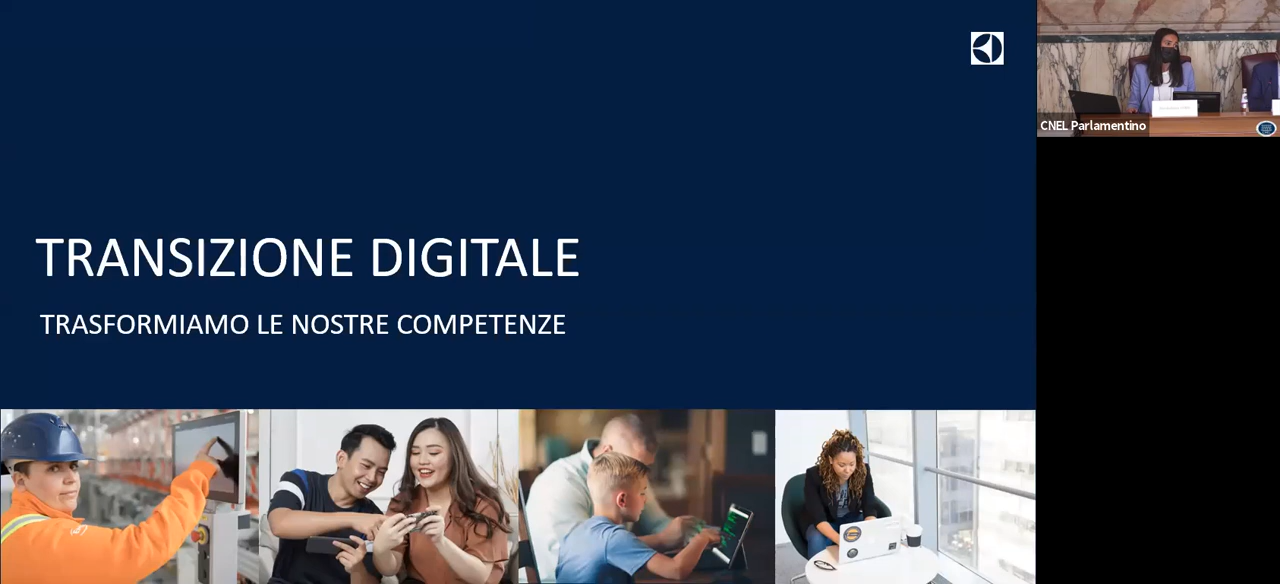 TRANSIZIONE DIGITALE
TRASFORMIAMO LE NOSTRE COMPETENZE
CNEL Parlamentino